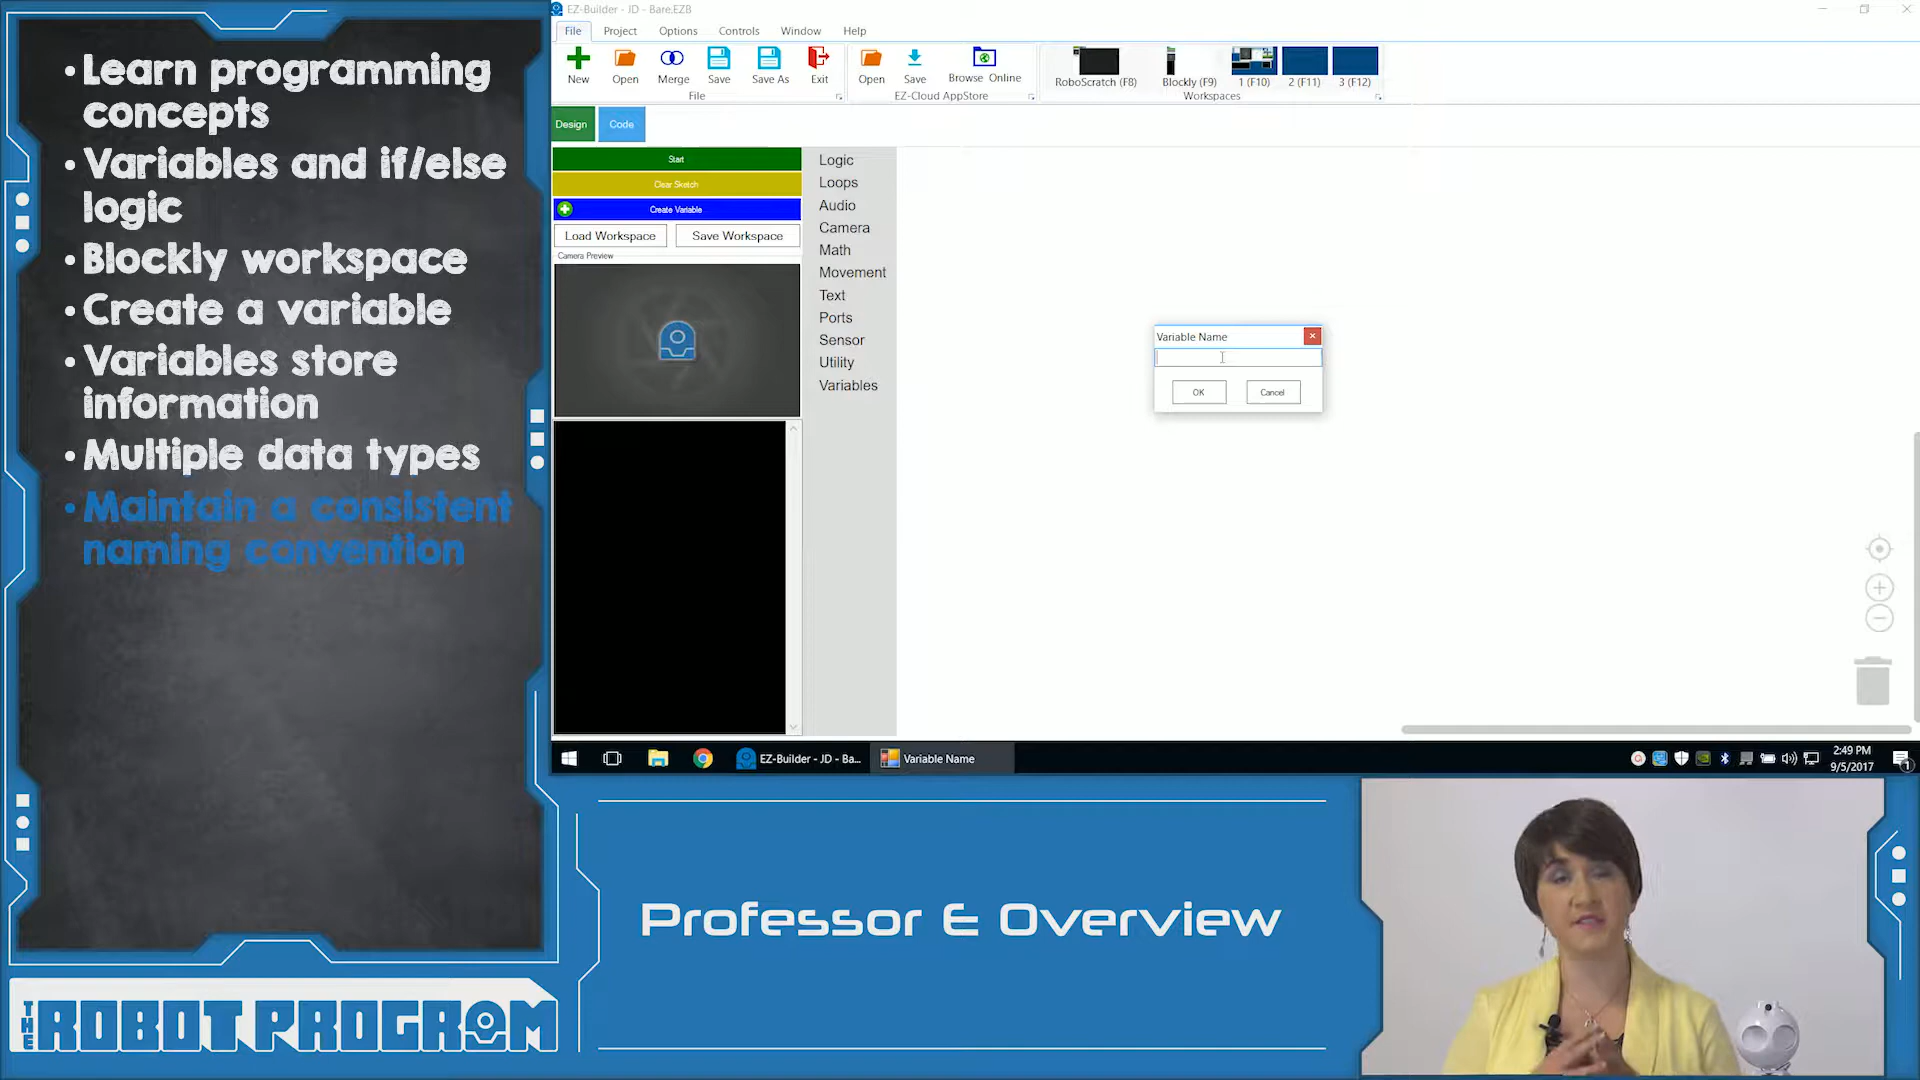 • Learn programming
concepts
• Variables and if/else
logic
• Blockly workspace
• Create a variable
• Variables store
information
• Multiple data types
• Maintain a consistent
naming convention
THE ROBOT PROGRAM
EZ-Builder - JD - Bare.EZB
File Project Options Controls Window Help
New Open Merge Save Save As Exit
File
Open Save Browse Online
EZ-Cloud AppStore
RoboScratch (F8) Blockly (F9) 1 (F10) 2 (F11) 3 (F12)
Workspaces
Design Code
Start
Clear Sketch
Create Variable
Load Workspace Save Workspace
Camera Preview
Logic
Loops
Audio
Camera
Math
Movement
Text
Ports
Sensor
Utility
Variables
Variable Name
OK Cancel
EZ-Builder - JD - Ba... Variable Name
2:49 PM
9/5/2017
1
Professor E Overview